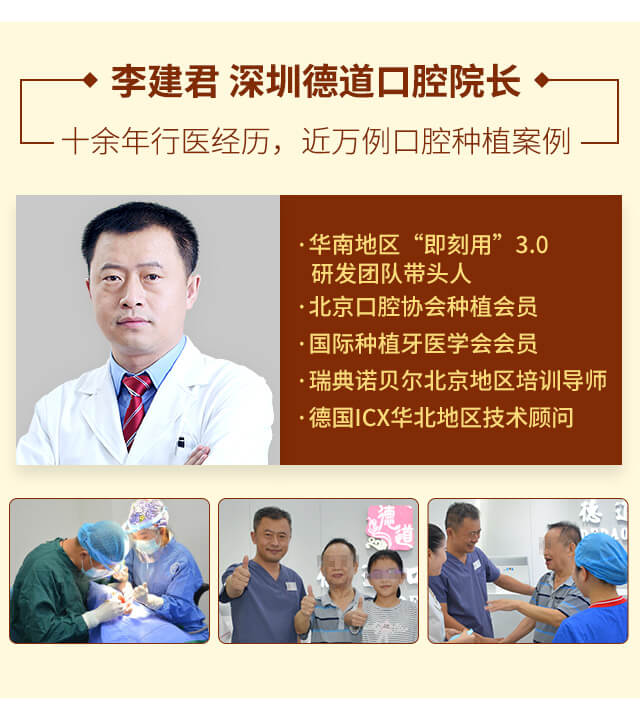 李建君 深圳德道口腔院长
十余年行医经历，近万例口腔种植案例
·华南地区“即刻用”3.0
研发团队带头人
·北京口腔协会种植会员
·国际种植牙医学会会员
·瑞典诺贝尔北京地区培训导师
·德国ICX华北地区技术顾问
德道